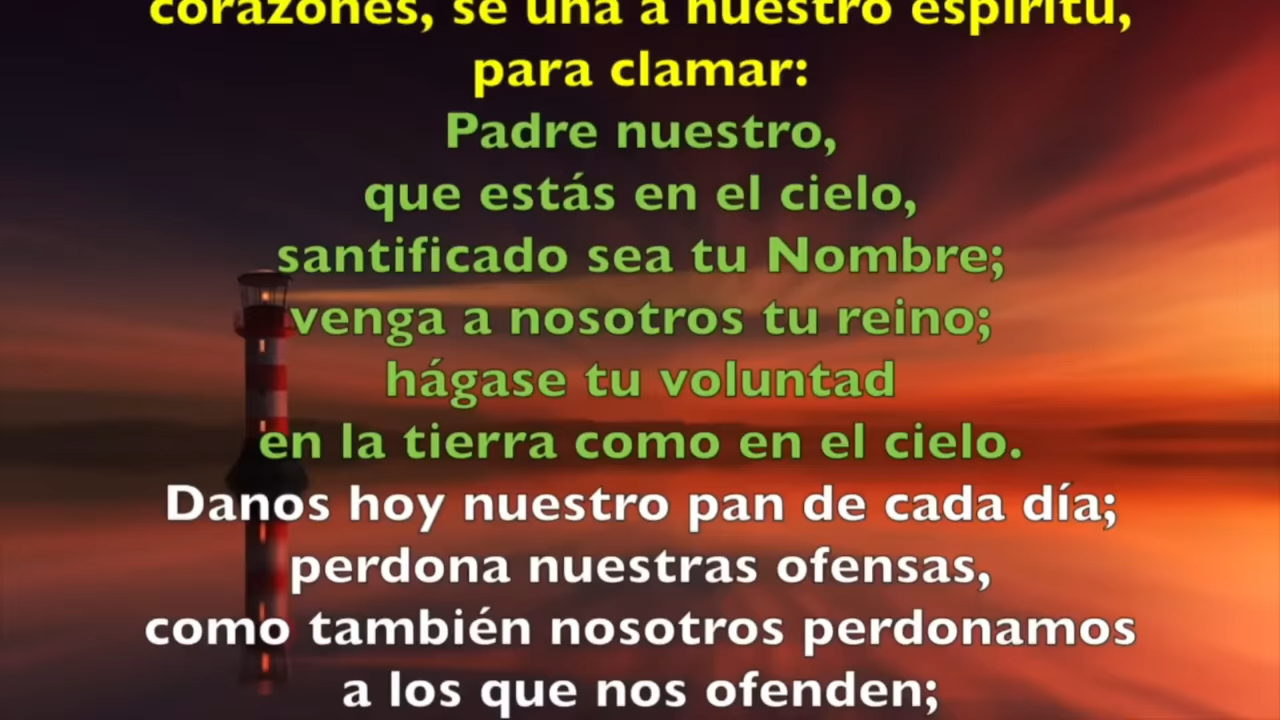 corazones, se una a nuestro espíritu,
para clamar:
Padre nuestro,
que estás en el cielo,
santificado sea tu Nombre;
venga a nosotros tu reino;
hágase tu voluntad
en la tierra como en el cielo.
Danos hoy nuestro pan de cada día;
perdona nuestras ofensas,
como también nosotros perdonamos
a los que nos ofenden;